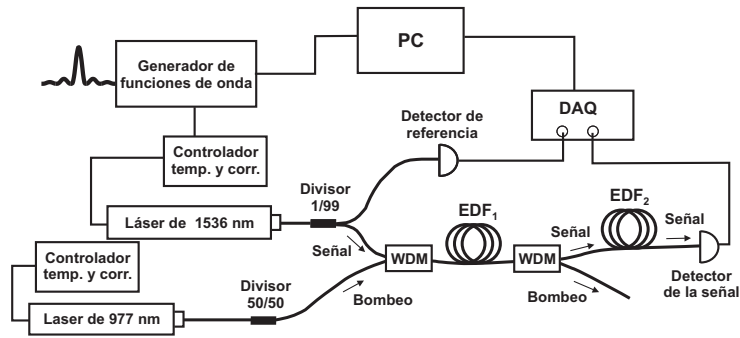 PC
Generador de
funciones de onda
DAQ
Detector de
referencia
Controlador
temp. y corr.
Divisor
1/99
EDF1
EDF2
Láser de 1536 nm
Señal
Señal
Señal
WDM
WDM
Controlador
temp. y corr.
Divisor
50/50
Bombeo
Bombeo
Detector
de la señal
Laser de 977 nm